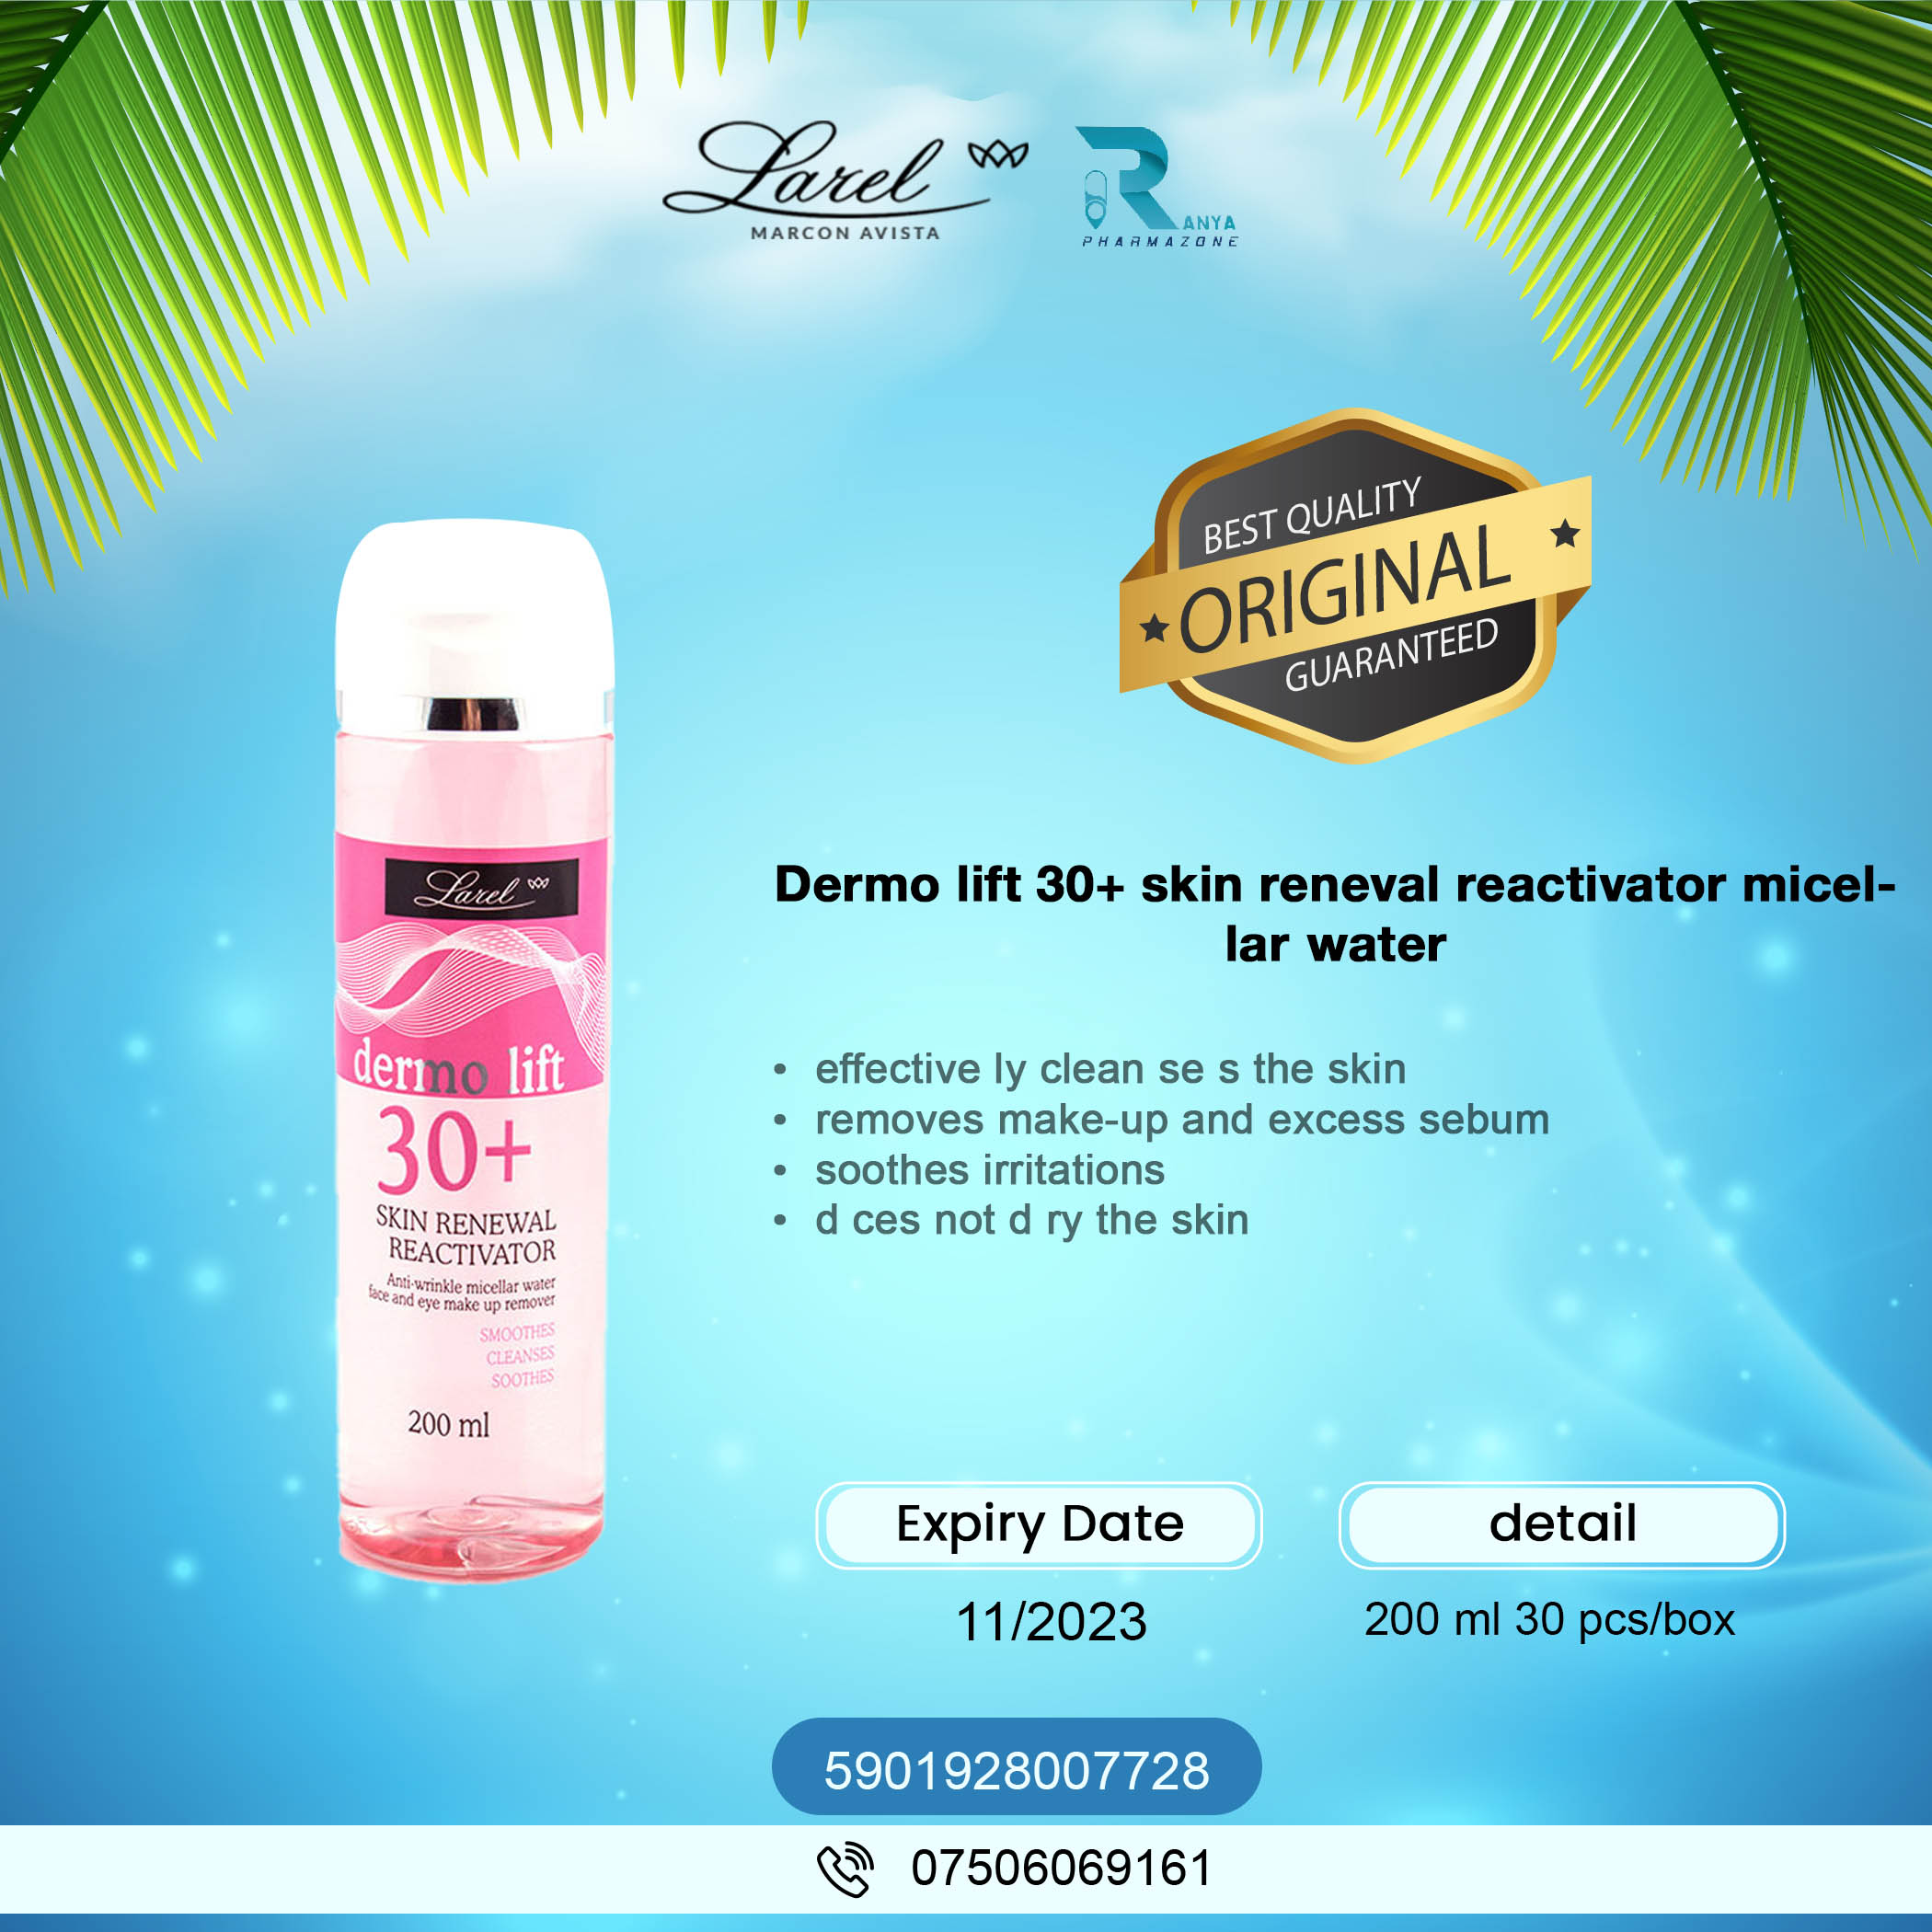 Larel
MARCON AVISTA
RANYA
PHARMAZONE
BEST QUALITY
ORIGINAL
GUARANTEED
Dermo lift 30+ skin reneval reactivator micel-
lar water
• effective ly clean se s the skin
• removes make-up and excess sebum
• soothes irritations
• d ces not d ry the skin
Larel
dermo lift
30+
SKIN RENEWAL
REACTIVATOR
Anti-wrinkle micellar water
face and eye make up remover
SMOOTHES
CLEANSES
SOOTHES
200 ml
Expiry Date
11/2023
detail
200 ml 30 pcs/box
5901928007728
07506069161